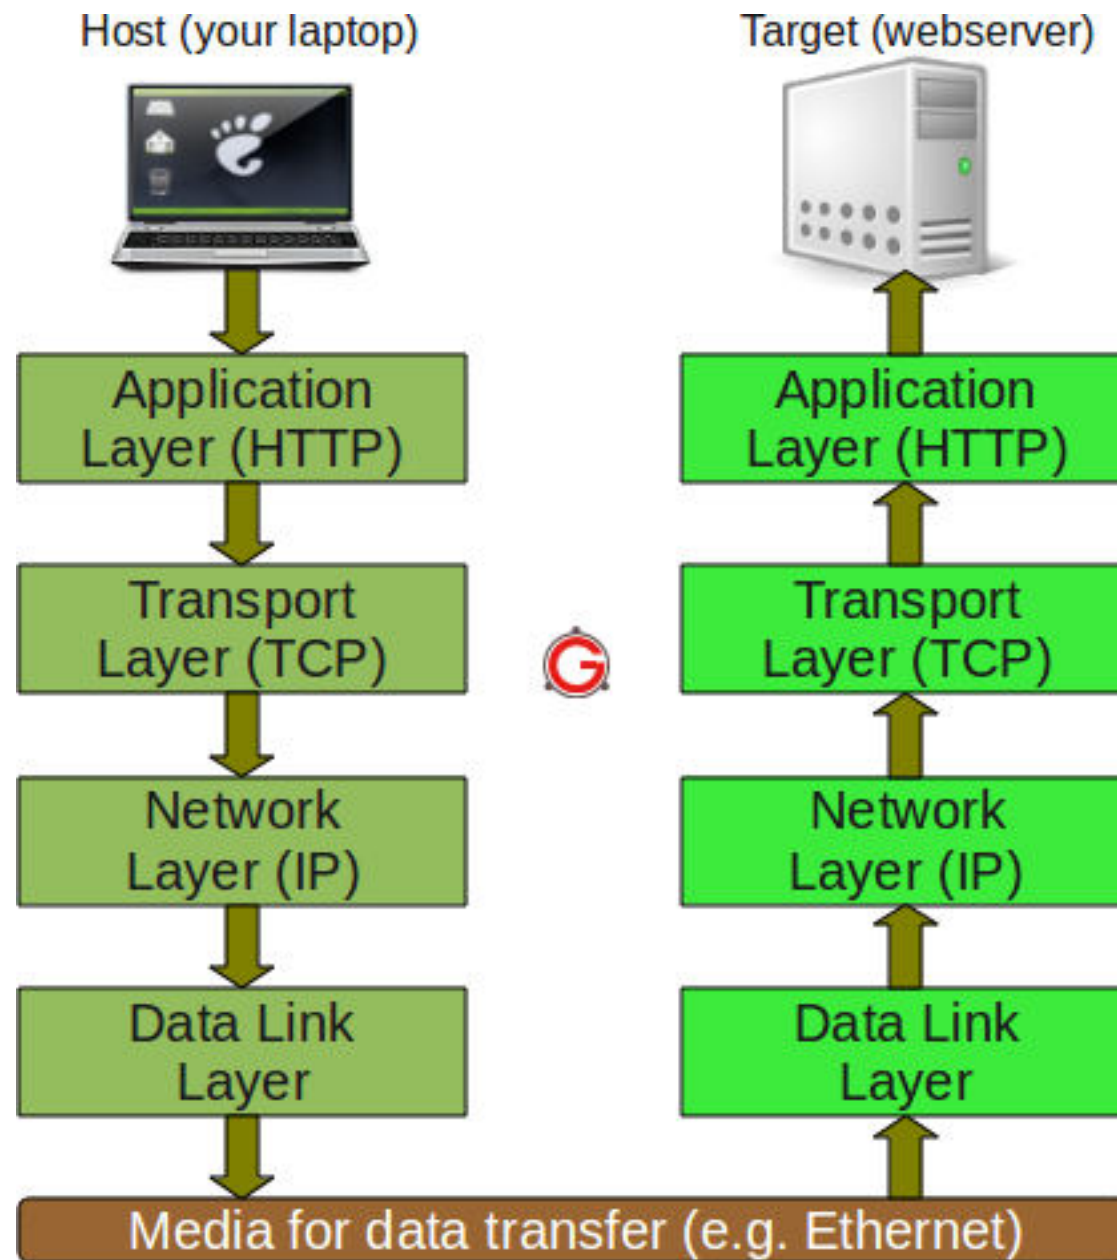 Host (your laptop)
Target (webserver)
Application
Layer (HTTP)
Transport
Layer (TCP)
Network
Layer (IP)
Data Link
Layer
Application
Layer (HTTP)
Transport
Layer (TCP)
Network
Layer (IP)
Data Link
Layer
G
Media for data transfer (e.g. Ethernet)